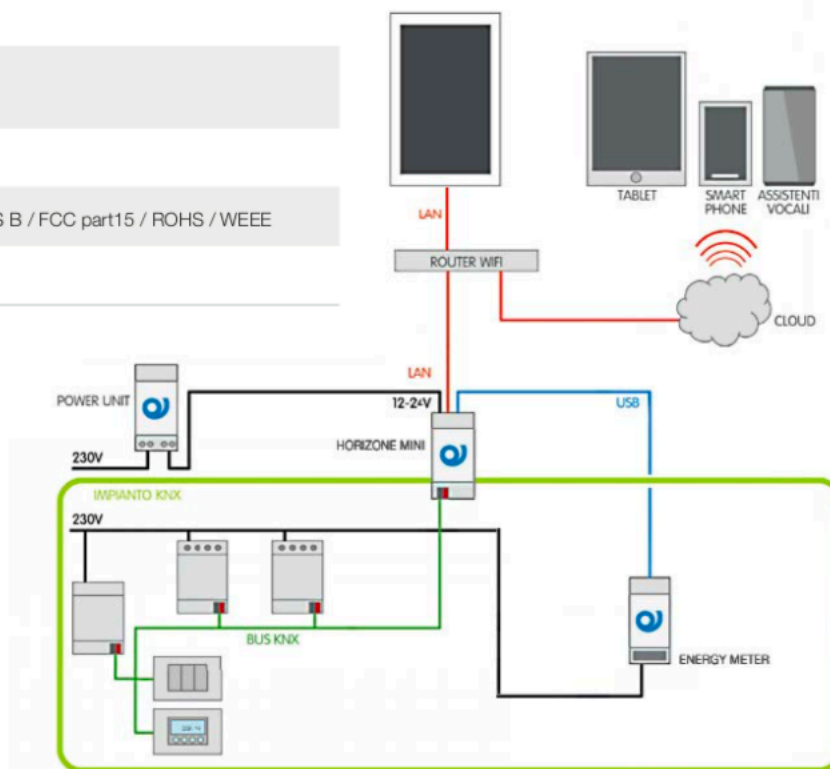 TABLET
SMART
PHONE
ASSISTENTI
VOCALI
LAN
S B / FCC part15 / ROHS / WEEE
ROUTER WIFI
CLOUD
LAN
POWER UNIT
12-24V
USB
HORIZONE MINI
230V
IMPIANTO KNX
230V
BUS KNX
ENERGY METER